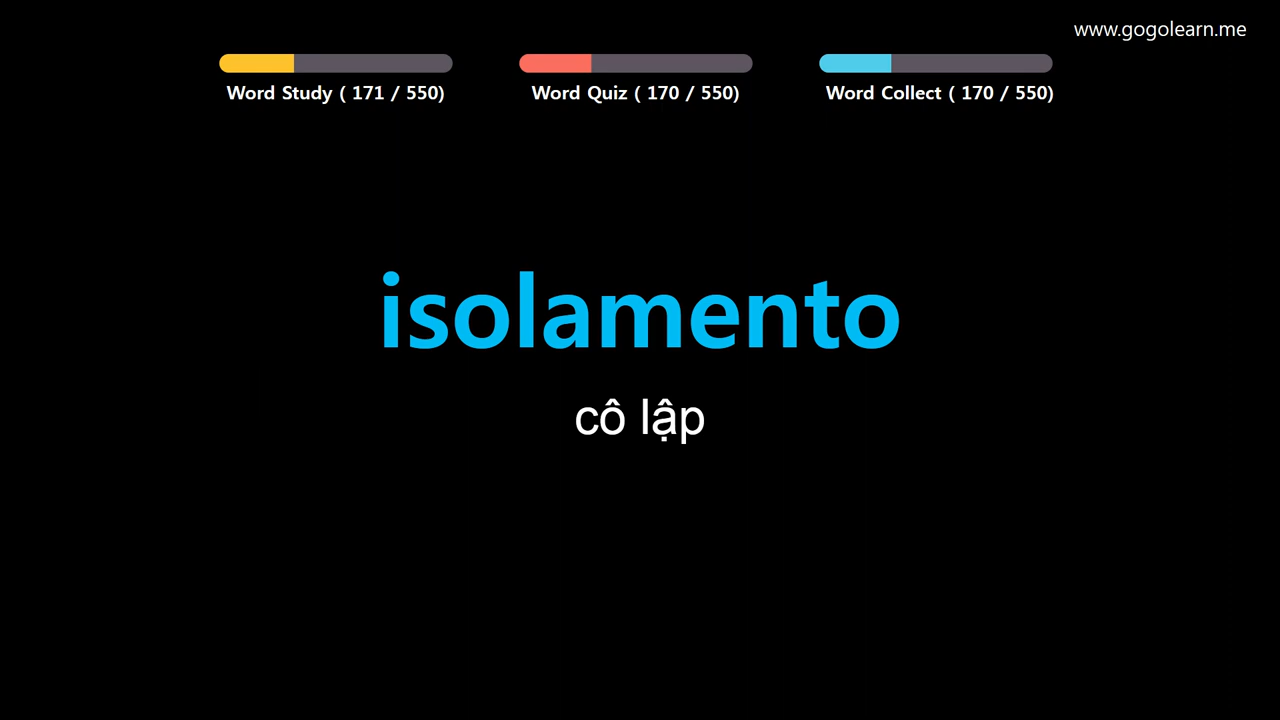 www.gogolearn.me
Word Study ( 171 / 550)
Word Quiz ( 170 / 550)
Word Collect ( 170 / 550)
isolamento
cô lập